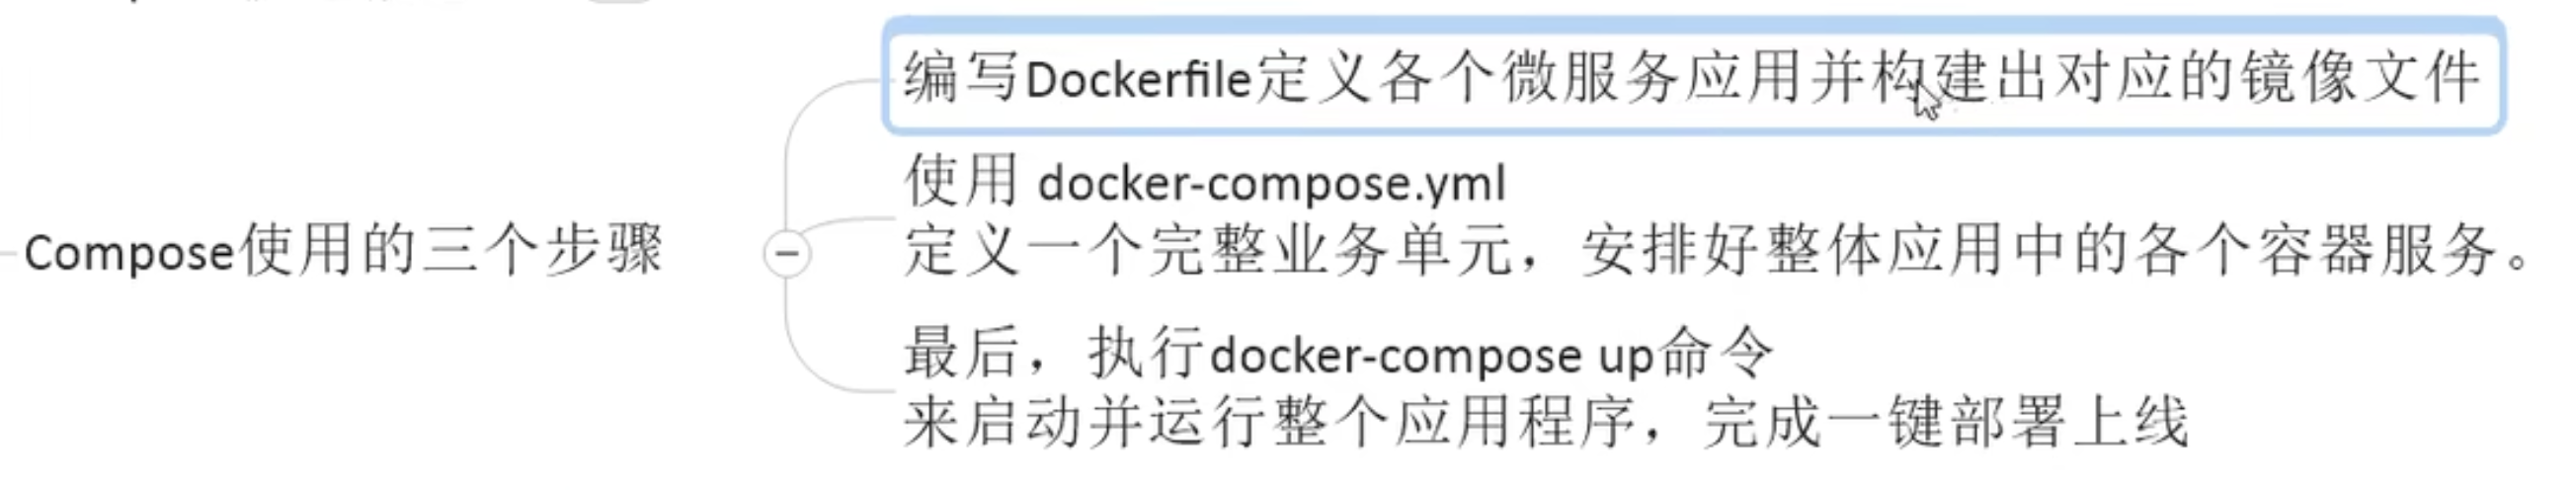 Compose使用的三个步骤
编写Dockerfile定义各个微服务应用并构建出对应的镜像文件
使用 docker-compose.yml
定义一个完整业务单元，安排好整体应用中的各个容器服务。
最后，执行docker-compose up命令
来启动并运行整个应用程序，完成一键部署上线